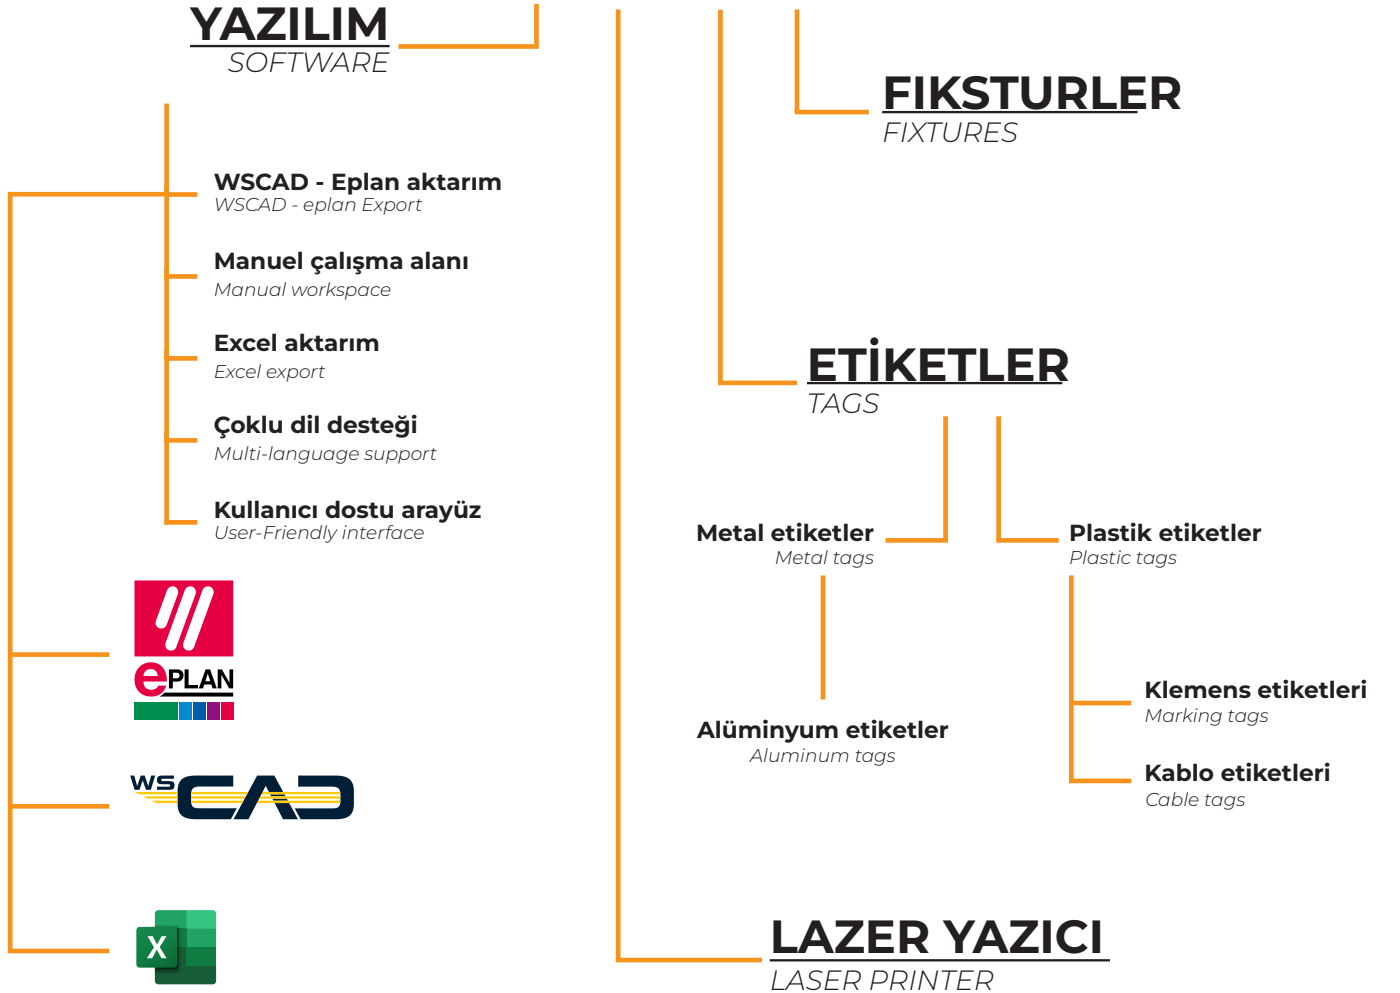 YAZILIM
SOFTWARE
WSCAD - Eplan aktarım
WSCAD - eplan Export
Manuel çalışma alanı
Manual workspace
Excel aktarım
Excel export
Çoklu dil desteği
Multi-language support
Kullanıcı dostu arayüz
User-Friendly interface
ePLAN
WSCAD
X
FIKSTURLER
FIXTURES
ETİKETLER
TAGS
Metal etiketler
Metal tags
Alüminyum etiketler
Aluminum tags
Plastik etiketler
Plastic tags
Klemens etiketleri
Marking tags
Kablo etiketleri
Cable tags
LAZER YAZICI
LASER PRINTER